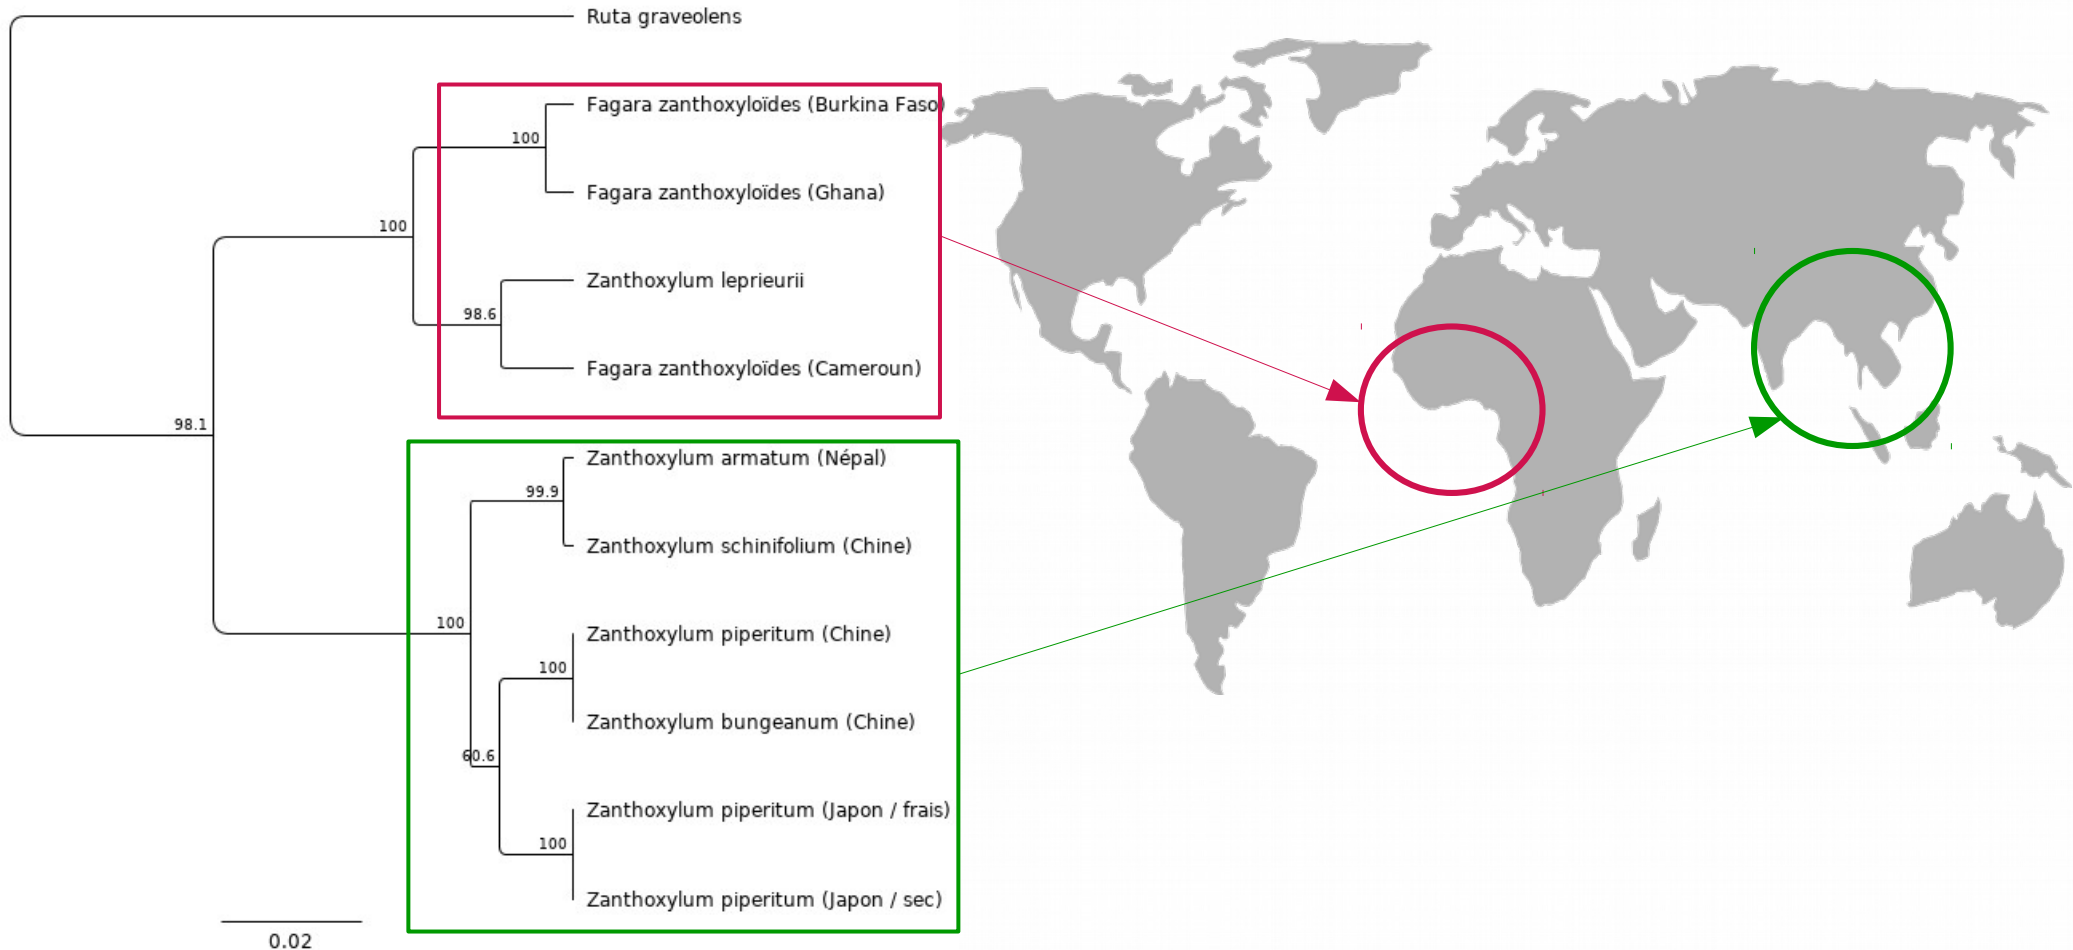 Ruta graveolens
Fagara zanthoxyloïdes (Burkina Faso)
100
Fagara zanthoxyloïdes (Ghana)
100
Zanthoxylum leprieurii
98.6
Fagara zanthoxyloïdes (Cameroun)
98.1
Zanthoxylum armatum (Népal)
99.9
Zanthoxylum schinifolium (Chine)
100
Zanthoxylum piperitum (Chine)
100
Zanthoxylum bungeanum (Chine)
60.6
Zanthoxylum piperitum (Japon / frais)
100
Zanthoxylum piperitum (Japon / sec)
0.02